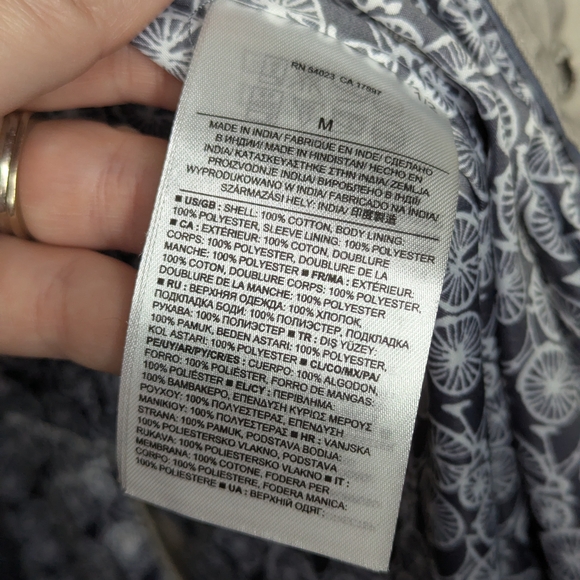 RN 54023 CA 17897
M
MADE IN INDIA/ FABRIQUE EN INDE/ СДЕЛАНО
В ИНДИИ/ MADE IN HINDISTAN/ HECHO EN
INDIA/ ΚΑΤΑΣΚΕΥΑΣΤΗΚΕ ΣΤΗΝ ΙΝΔΙΑ/ ZEMLJA
PROIZVODNJE INDIJA/ ВИРОБЛЕНО В ІНДІЇ/
WYPRODUKOWANO W INDIA/ FABRICADO NA INDIA/
SZÁRMAZÁSI HELY: INDIA/ 印度製造
■ US/GB : SHELL: 100% COTTON, BODY LINING:
100% POLYESTER, SLEEVE LINING: 100% POLYESTER
■ CA : EXTÉRIEUR: 100% COTON, DOUBLURE
CORPS: 100% POLYESTER, DOUBLURE DE LA
MANCHE: 100% POLYESTER ■ FR/MA : EXTÉRIEUR:
100% COTON, DOUBLURE CORPS: 100% POLYESTER,
DOUBLURE DE LA MANCHE: 100% POLYESTER
■ RU : ВЕРХНЯЯ ОДЕЖДА: 100% ХЛОПОК,
ПОДКЛАДКА БОДИ: 100% ПОЛИЭСТЕР, ПОДКЛАДКА
РУКАВА: 100% ПОЛИЭСТЕР ■ TR : DIŞ YÜZEY:
100% PAMUK, BEDEN ASTARI: 100% POLYESTER,
KOL ASTARI: 100% POLYESTER ■ CL/CO/MX/PA/
PE/UY/AR/PY/CR/ES : CUERPO: 100% ALGODON,
FORRO: 100% POLIÉSTER, FORRO DE MANGAS:
100% POLIÉSTER ■ EL/CY : ΠΕΡΙΒΛΗΜΑ:
100% ΒΑΜΒΑΚΕΡΟ, ΕΠΕΝΔΥΣΗ ΚΥΡΙΩΣ ΜΕΡΟΥΣ
ΡΟΥΧΟΥ: 100% ΠΟΛΥΕΣΤΕΡΑΣ, ΕΠΕΝΔΥΣΗ
ΜΑΝΙΚΙΟΥ: 100% ΠΟΛΥΕΣΤΕΡΑΣ ■ HR : VANJSKA
STRANA: 100% PAMUK, PODSTAVA BODIJA:
100% POLIESTERSKO VLAKNO, PODSTAVA
RUKAVA: 100% POLIESTERSKO VLAKNO ■ IT :
MEMBRANA: 100% COTONE, FODERA PER
CORPO: 100% POLIESTERE, FODERA MANICA:
100% POLIESTERE ■ UA : ВЕРХНІЙ ОДЯГ: